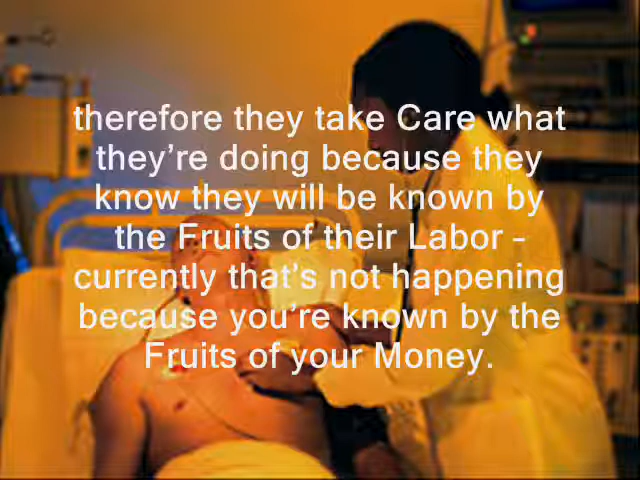 therefore they take Care what
they’re doing because they
know they will be known by
the Fruits of their Labor –
currently that’s not happening
because you’re known by the
Fruits of your Money.